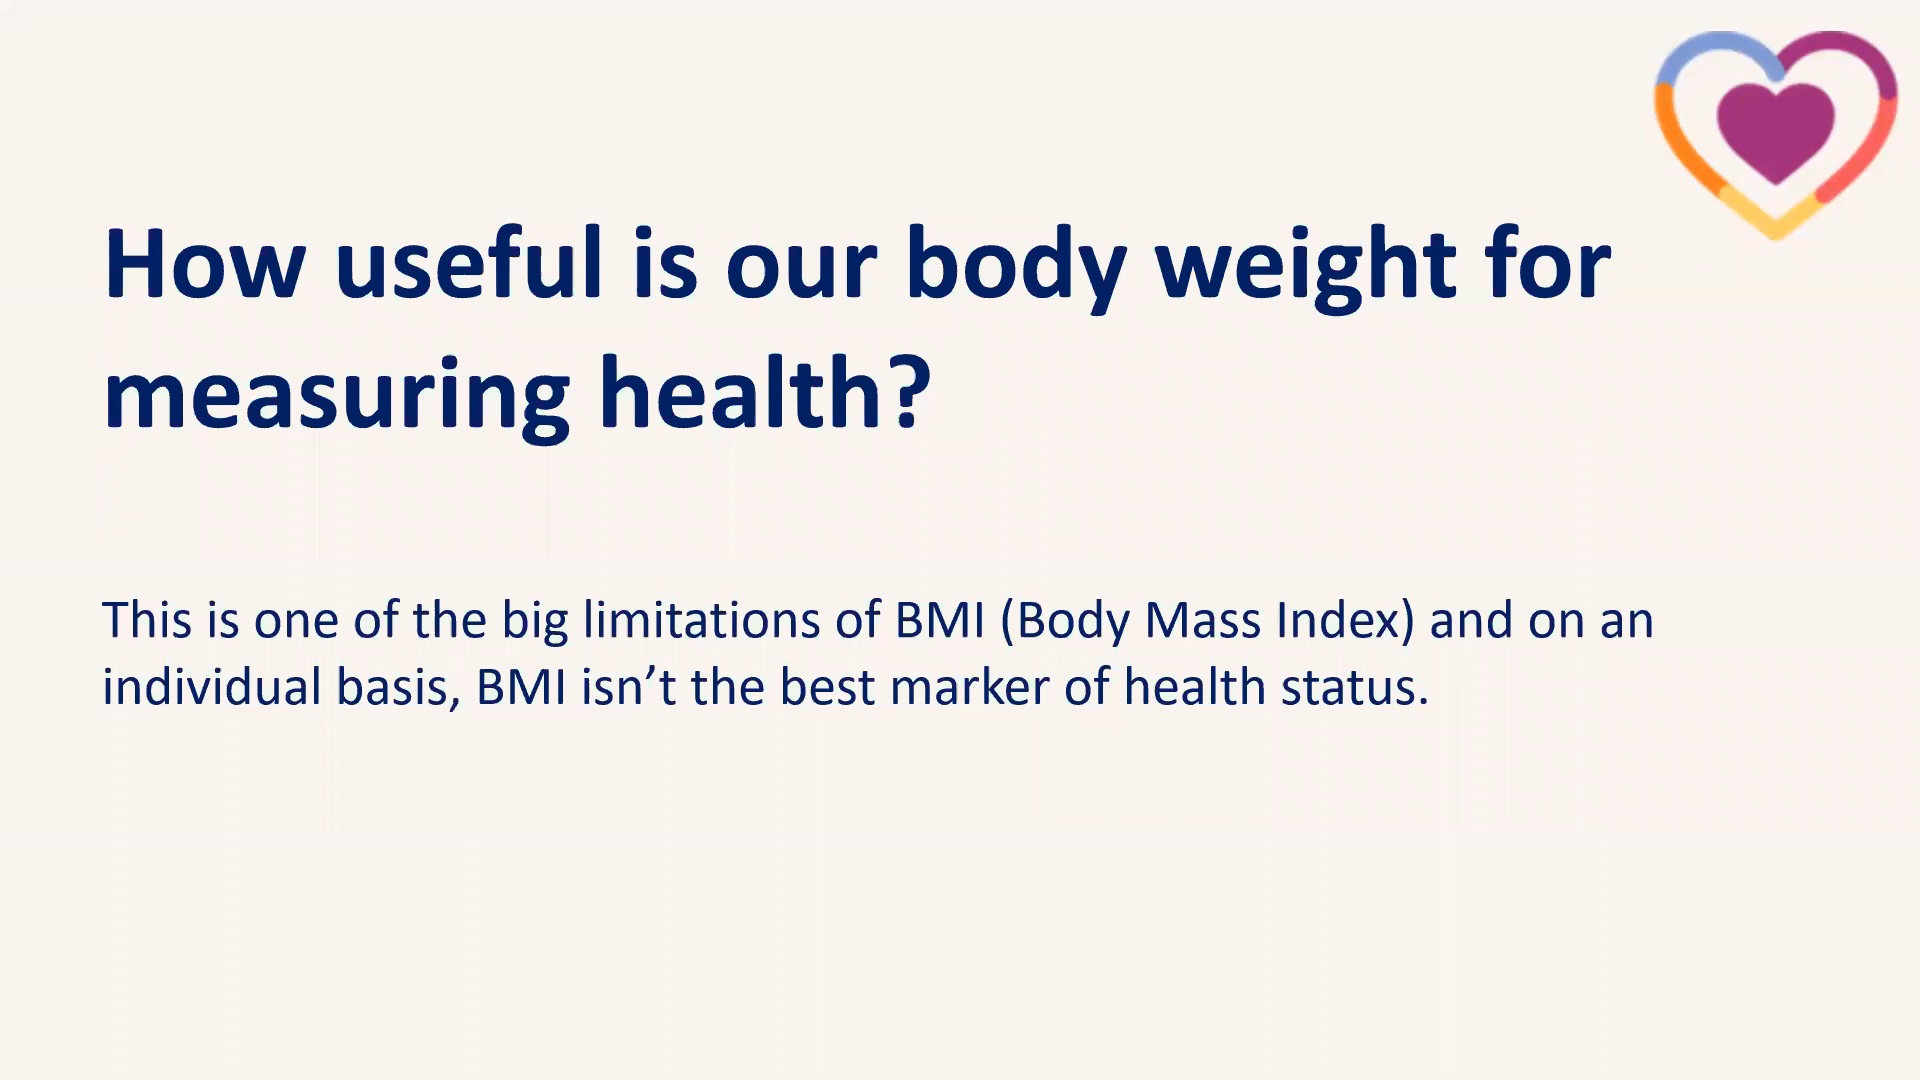 How useful is our body weight for
measuring health?
This is one of the big limitations of BMI (Body Mass Index) and on an
individual basis, BMI isn’t the best marker of health status.